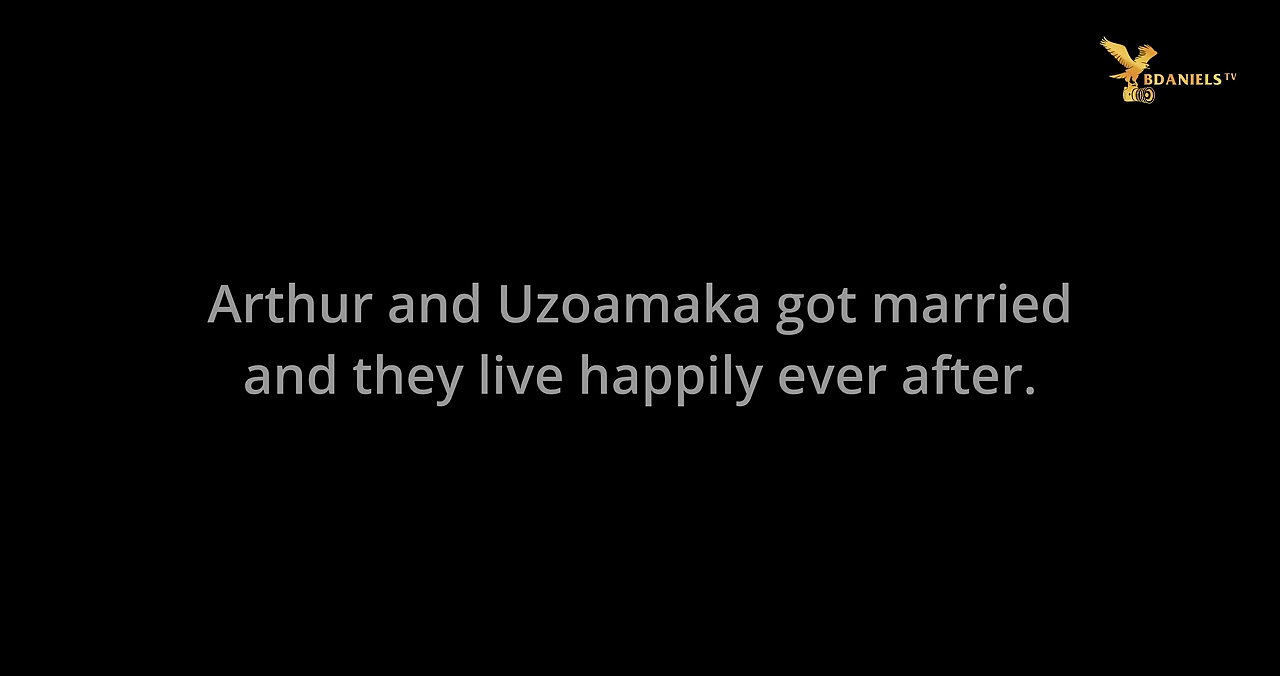 BDANIELS TV
Arthur and Uzoamaka got married
and they live happily ever after.